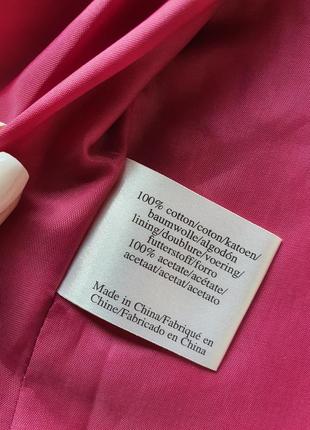 100% cotton/coton/katoen/
baumwolle/algodón
lining/doublure/voering/
futterstoff/forro
100% acetate/acétate/
acetaat/acetat/acetato
Made in China/Fabriqué en
Chine/Fabricado en China